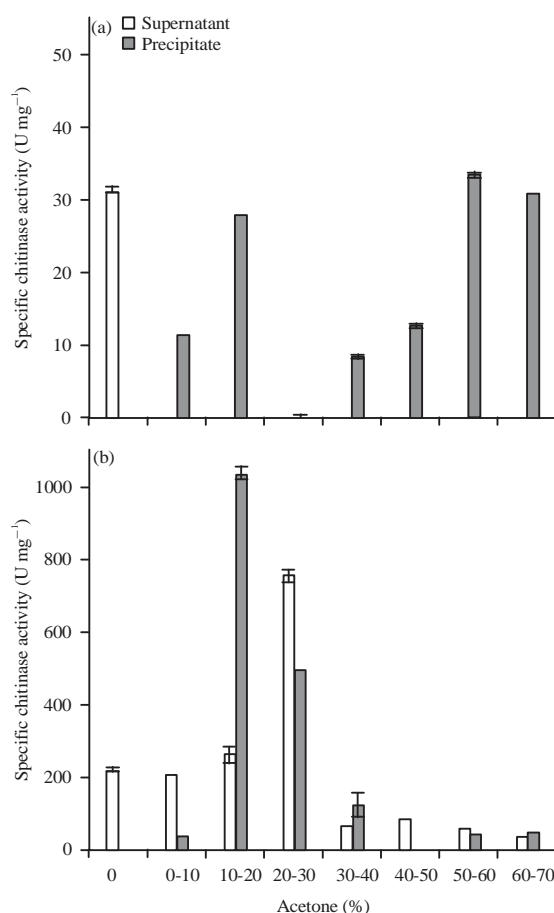 (a)
Supernatant
Precipitate
Specific chitinase activity (U mg⁻¹)
50
40
30
20
10
0
(b)
Specific chitinase activity (U mg⁻¹)
1000
800
600
400
200
0
0 0-10 10-20 20-30 30-40 40-50 50-60 60-70
Acetone (%)